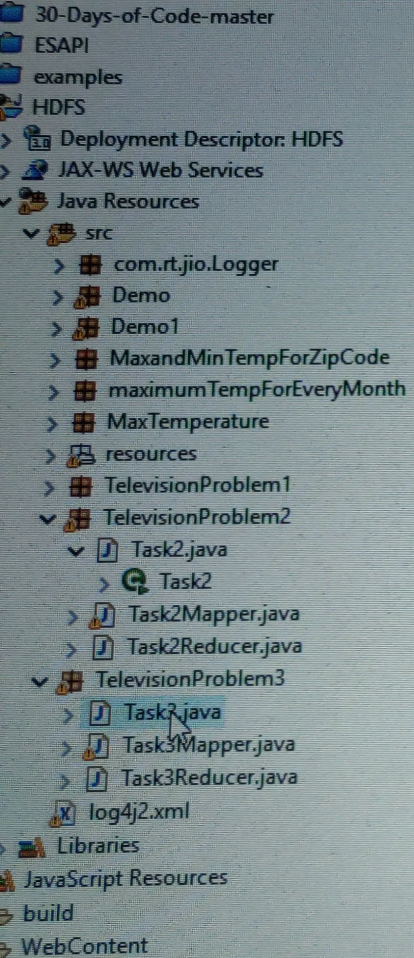 30-Days-of-Code-master
ESAPI
examples
HDFS
Deployment Descriptor: HDFS
JAX-WS Web Services
Java Resources
src
com.rt.jio.Logger
Demo
Demo1
MaxandMinTempForZipCode
maximumTempForEveryMonth
MaxTemperature
resources
TelevisionProblem1
TelevisionProblem2
Task2.java
Task2
Task2Mapper.java
Task2Reducer.java
TelevisionProblem3
Task3.java
Task3Mapper.java
Task3Reducer.java
log4j2.xml
Libraries
JavaScript Resources
build
WebContent